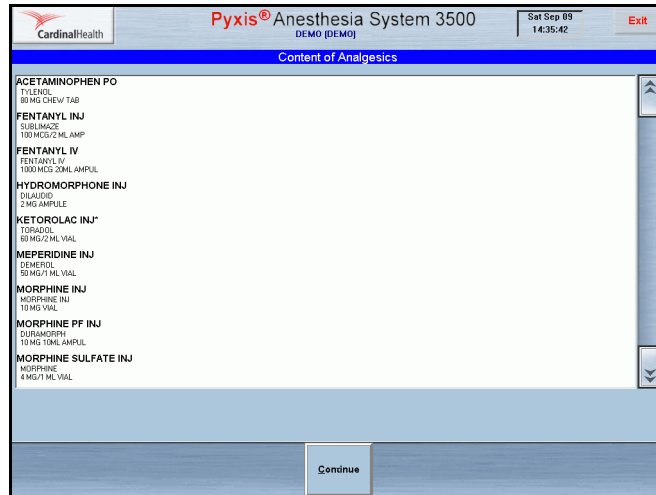 CardinalHealth
Pyxis® Anesthesia System 3500
DEMO (DEMO)
Sat Sep 09
14:35:42
Exit
Content of Analgesics
ACETAMINOPHEN PO
TYLENOL
80 MG CHEW TAB
FENTANYL INJ
SUBLIMAZE
100 MCG/2 ML AMP
FENTANYL IV
FENTANYL IV
1000 MCG 20ML AMPUL
HYDROMORPHONE INJ
DILAUDID
2 MG AMPULE
KETOROLAC INJ*
TORADOL
60 MG/2 ML VIAL
MEPERIDINE INJ
DEMEROL
50 MG/1 ML VIAL
MORPHINE INJ
MORPHINE INJ
10 MG VIAL
MORPHINE PF INJ
DURAMORPH
10 MG 10ML AMPUL
MORPHINE SULFATE INJ
MORPHINE
4 MG/1 ML VIAL
Continue